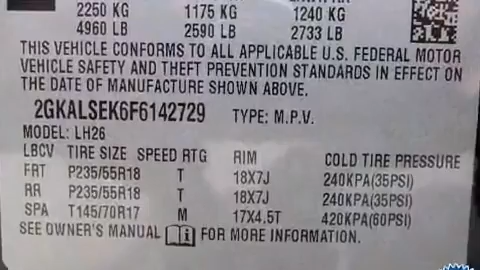 2250 KG 1175 KG 1240 KG
4960 LB 2590 LB 2733 LB
THIS VEHICLE CONFORMS TO ALL APPLICABLE U.S. FEDERAL MOTOR
VEHICLE SAFETY AND THEFT PREVENTION STANDARDS IN EFFECT ON
THE DATE OF MANUFACTURE SHOWN ABOVE.
2GKALSEK6F6142729 TYPE: M.P.V.
MODEL: LH26
LBCV TIRE SIZE SPEED RTG RIM COLD TIRE PRESSURE
FRT P235/55R18 T 18X7J 240KPA(35PSI)
RR P235/55R18 T 18X7J 240KPA(35PSI)
SPA T145/70R17 M 17X4.5T 420KPA(60PSI)
SEE OWNER'S MANUAL FOR MORE INFORMATION.